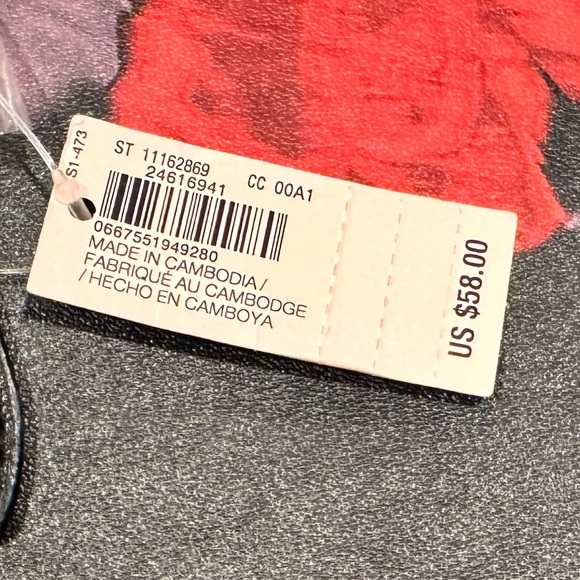 S1-473
ST 11162869
24616941 CC 00A1
0667551949280
MADE IN CAMBODIA /
FABRIQUÉ AU CAMBODGE
/ HECHO EN CAMBOYA
US $58.00